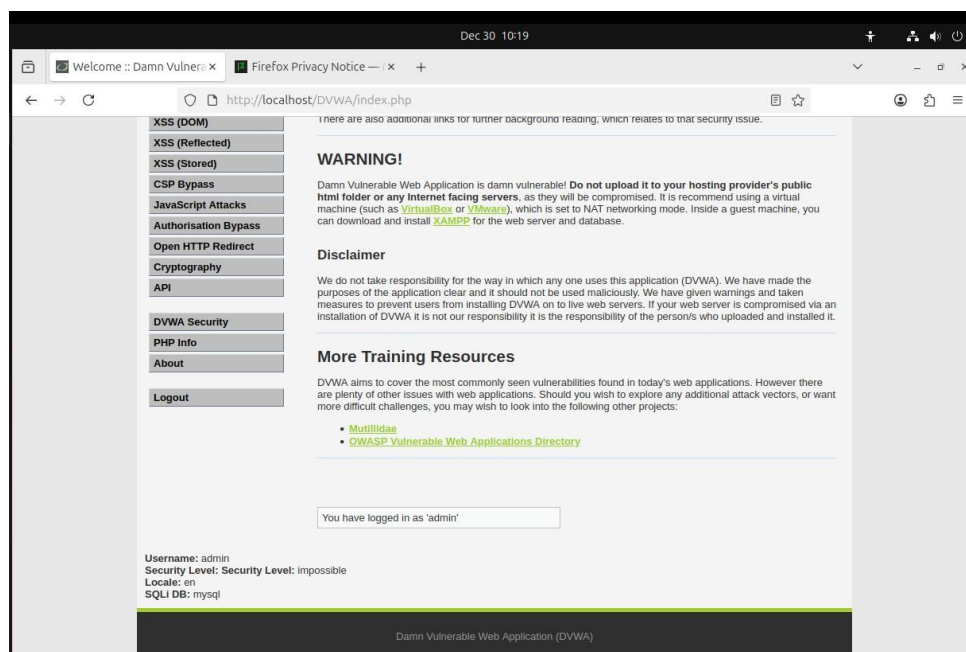 Dec 30 10:19
Welcome :: Damn Vulnera
Firefox Privacy Notice —
http://localhost/DVWA/index.php
XSS (DOM)
XSS (Reflected)
XSS (Stored)
CSP Bypass
JavaScript Attacks
Authorisation Bypass
Open HTTP Redirect
Cryptography
API
DVWA Security
PHP Info
About
Logout
There are also additional links for further background reading, which relates to that security issue.
WARNING!
Damn Vulnerable Web Application is damn vulnerable! Do not upload it to your hosting provider's public
html folder or any Internet facing servers, as they will be compromised. It is recommend using a virtual
machine (such as VirtualBox or VMware), which is set to NAT networking mode. Inside a guest machine, you
can download and install XAMPP for the web server and database.
Disclaimer
We do not take responsibility for the way in which any one uses this application (DVWA). We have made the
purposes of the application clear and it should not be used maliciously. We have given warnings and taken
measures to prevent users from installing DVWA on to live web servers. If your web server is compromised via an
installation of DVWA it is not our responsibility it is the responsibility of the person/s who uploaded and installed it.
More Training Resources
DVWA aims to cover the most commonly seen vulnerabilities found in today's web applications. However there
are plenty of other issues with web applications. Should you wish to explore any additional attack vectors, or want
more difficult challenges, you may wish to look into the following other projects:
• Mutillidae
• OWASP Vulnerable Web Applications Directory
You have logged in as 'admin'
Username: admin
Security Level: Security Level: impossible
Locale: en
SQLi DB: mysql
Damn Vulnerable Web Application (DVWA)